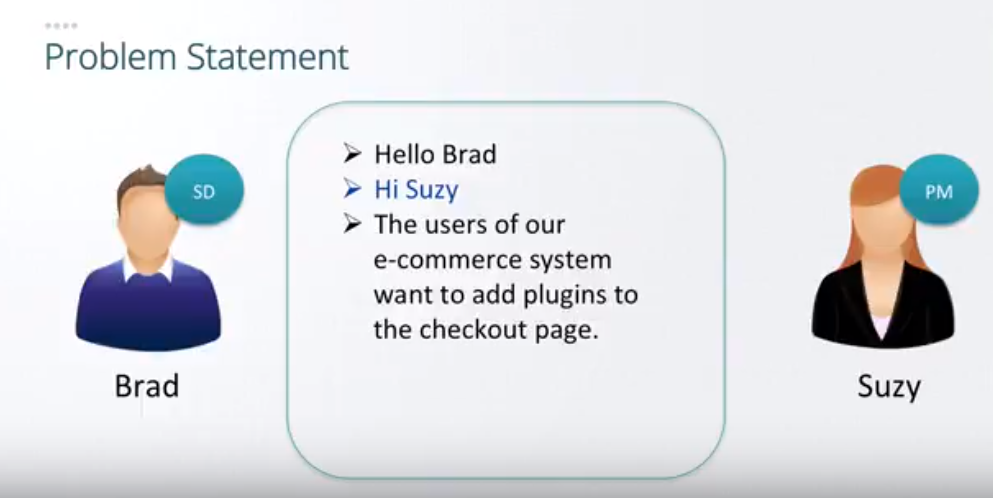 Problem Statement
SD
PM
➢ Hello Brad
➢ Hi Suzy
➢ The users of our
e-commerce system
want to add plugins to
the checkout page.
Brad
Suzy